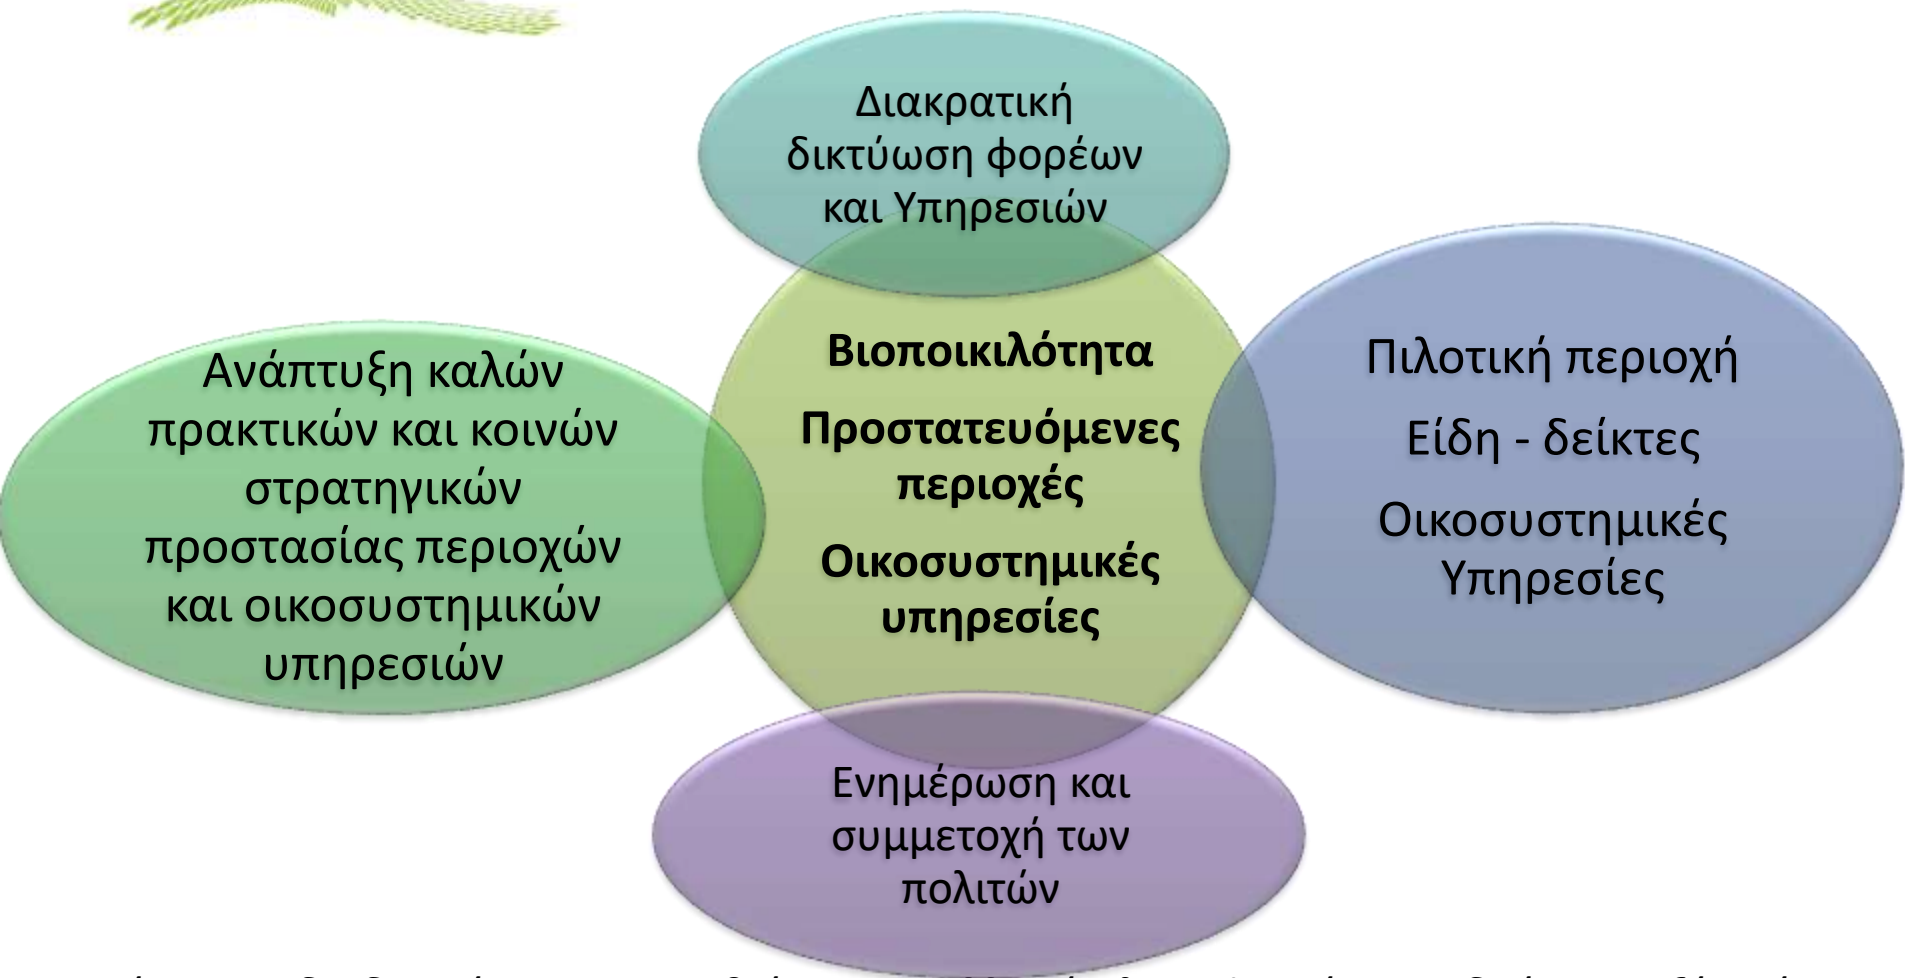 Διακρατική
δικτύωση φορέων
και Υπηρεσιών
Ανάπτυξη καλών
πρακτικών και κοινών
στρατηγικών
προστασίας περιοχών
και οικοσυστημικών
υπηρεσιών
Βιοποικιλότητα
Προστατευόμενες
περιοχές
Οικοσυστημικές
υπηρεσίες
Πιλοτική περιοχή
Είδη - δείκτες
Οικοσυστημικές
Υπηρεσίες
Ενημέρωση και
συμμετοχή των
πολιτών